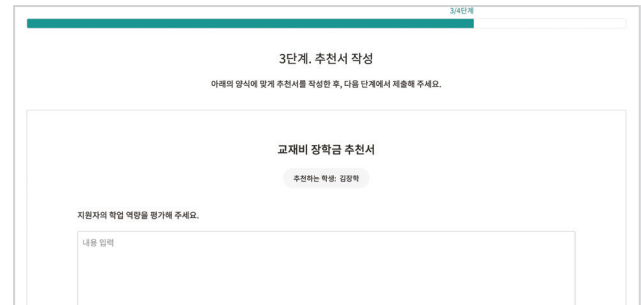 3/4단계
3단계. 추천서 작성
아래의 양식에 맞게 추천서를 작성한 후, 다음 단계에서 제출해 주세요.
교재비 장학금 추천서
추천하는 학생: 김장학
지원자의 학업 역량을 평가해 주세요.
내용 입력